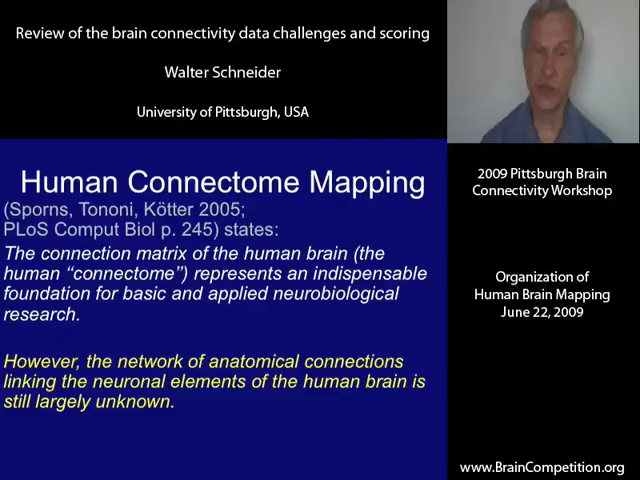 Review of the brain connectivity data challenges and scoring
Walter Schneider
University of Pittsburgh, USA
Human Connectome Mapping
(Sporns, Tononi, Kötter 2005;
PLoS Comput Biol p. 245) states:
The connection matrix of the human brain (the
human “connectome”) represents an indispensable
foundation for basic and applied neurobiological
research.
However, the network of anatomical connections
linking the neuronal elements of the human brain is
still largely unknown.
2009 Pittsburgh Brain
Connectivity Workshop
Organization of
Human Brain Mapping
June 22, 2009
www.BrainCompetition.org